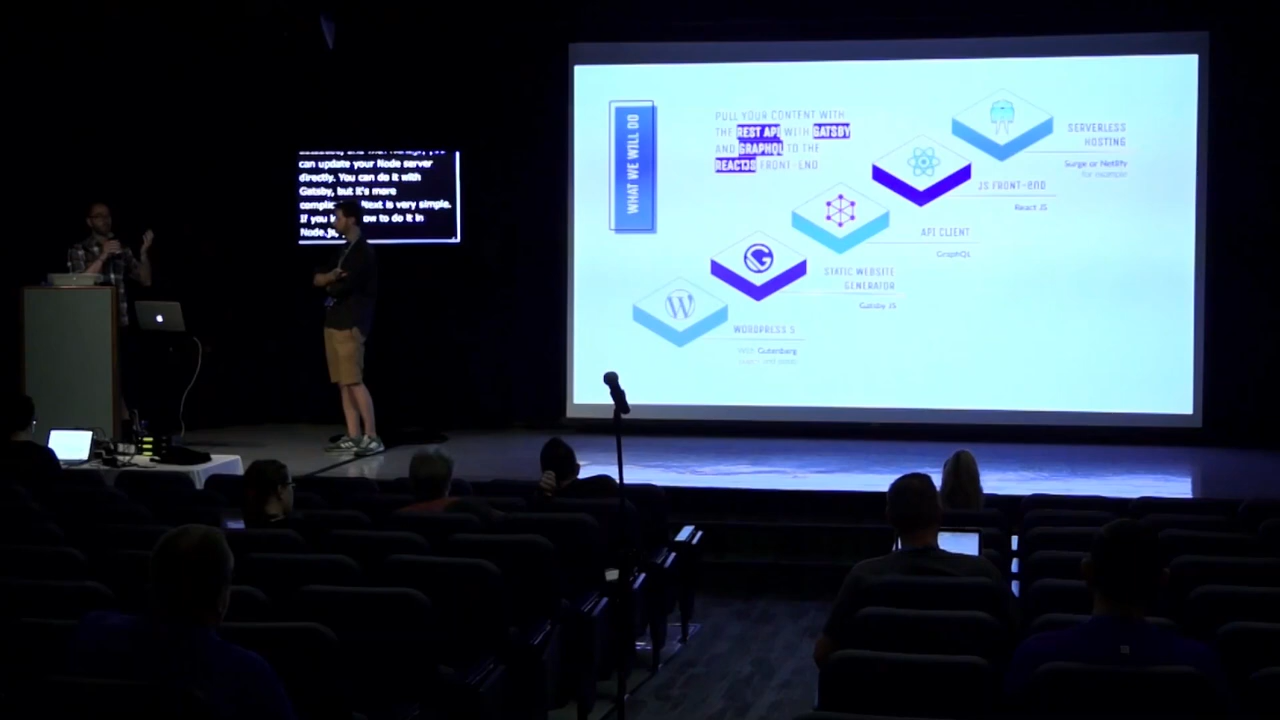 can update your Node server
directly. You can do it with
Gatsby, but it's more
Next is very simple.
If you
how to do it in
Node.js,
WHAT WE WILL DO
PULL YOUR CONTENT WITH
THE REST API WITH GATSBY
AND GRAPHQL TO THE
REACTJS FRONT-END
SERVERLESS
HOSTING
Surge or Netlify
for example
JS FRONT-END
React JS
API CLIENT
GraphQL
STATIC WEBSITE
GENERATOR
Gatsby JS
WORDPRESS 5
With Gutenberg